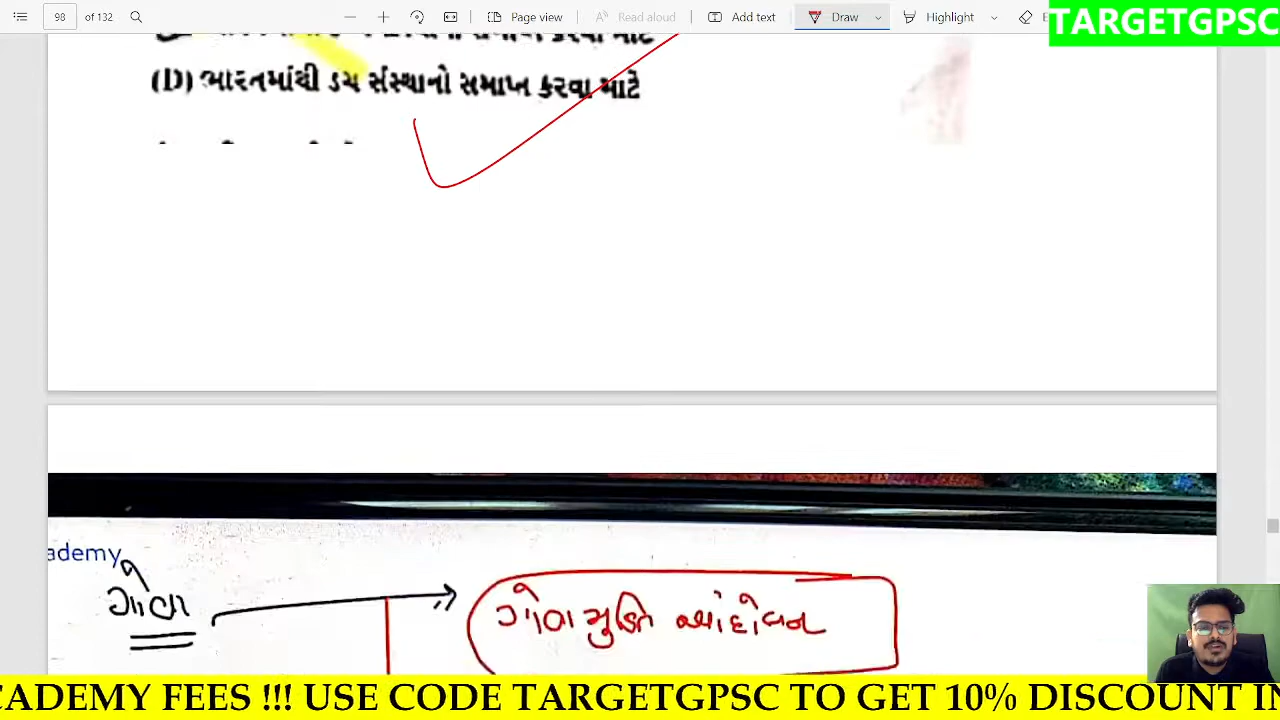 98 of 132 Page view Read aloud Add text Draw Highlight
TARGETGPSC
(D) ભારતમાંથી ડચ સંસ્થાનો સમાપ્ત કરવા માટે
ademy
ગોવા
ગોવા મુક્તિ આંદોલન
CADEMY FEES !!! USE CODE TARGETGPSC TO GET 10% DISCOUNT IN